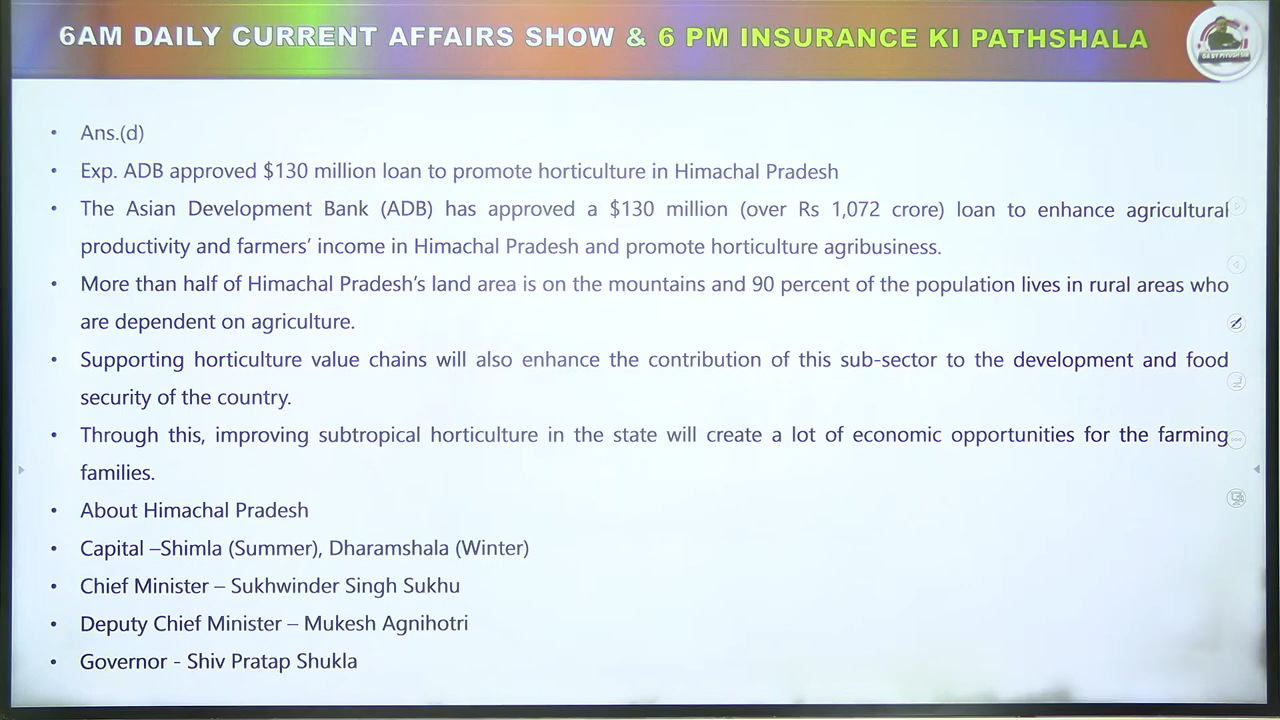 6AM DAILY CURRENT AFFAIRS SHOW & 6 PM INSURANCE KI PATHSHALA
• Ans.(d)
• Exp. ADB approved $130 million loan to promote horticulture in Himachal Pradesh
• The Asian Development Bank (ADB) has approved a $130 million (over Rs 1,072 crore) loan to enhance agricultural
productivity and farmers’ income in Himachal Pradesh and promote horticulture agribusiness.
• More than half of Himachal Pradesh’s land area is on the mountains and 90 percent of the population lives in rural areas who
are dependent on agriculture.
• Supporting horticulture value chains will also enhance the contribution of this sub-sector to the development and food
security of the country.
• Through this, improving subtropical horticulture in the state will create a lot of economic opportunities for the farming
families.
• About Himachal Pradesh
• Capital –Shimla (Summer), Dharamshala (Winter)
• Chief Minister – Sukhwinder Singh Sukhu
• Deputy Chief Minister – Mukesh Agnihotri
• Governor - Shiv Pratap Shukla